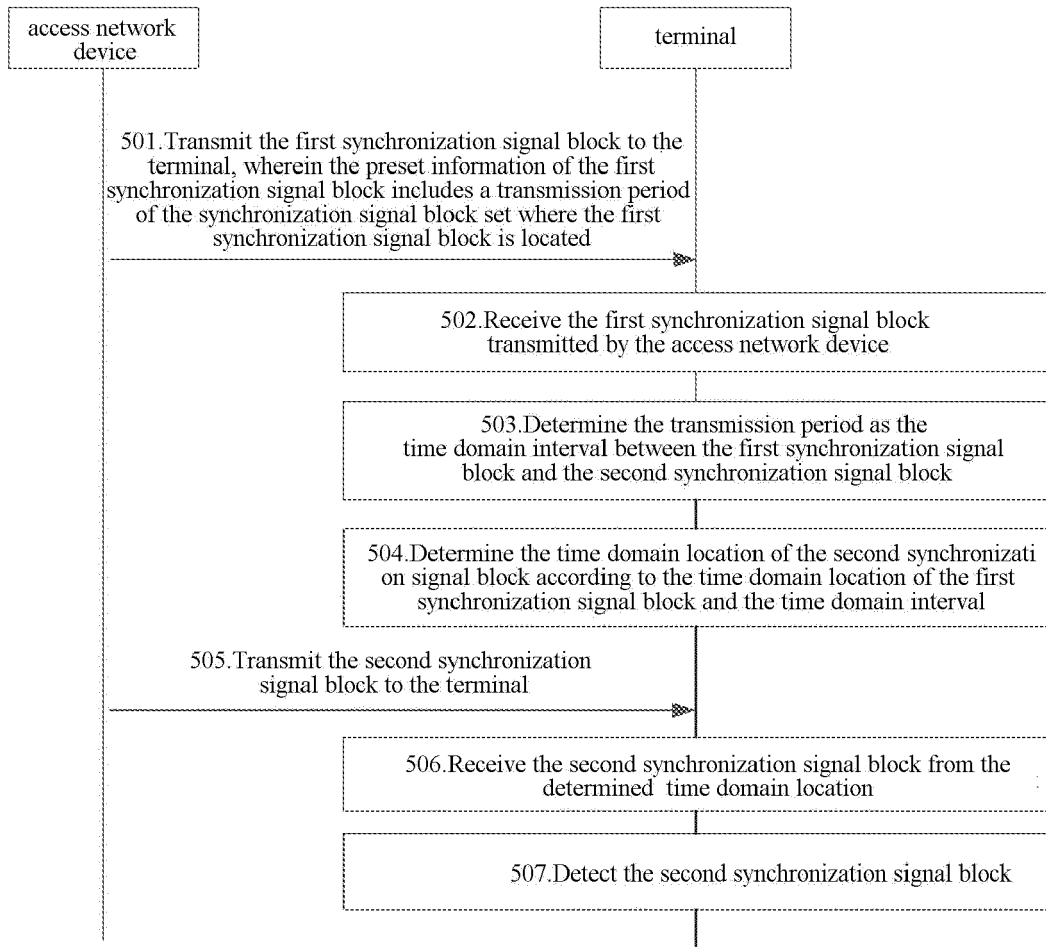 access network
device
terminal
501.Transmit the first synchronization signal block to the
terminal, wherein the preset information of the first
synchronization signal block includes a transmission period
of the synchronization signal block set where the first
synchronization signal block is located
502.Receive the first synchronization signal block
transmitted by the access network device
503.Determine the transmission period as the
time domain interval between the first synchronization signal
block and the second synchronization signal block
504.Determine the time domain location of the second synchronizati
on signal block according to the time domain location of the first
synchronization signal block and the time domain interval
505.Transmit the second synchronization
signal block to the terminal
506.Receive the second synchronization signal block from the
determined time domain location
507.Detect the second synchronization signal block